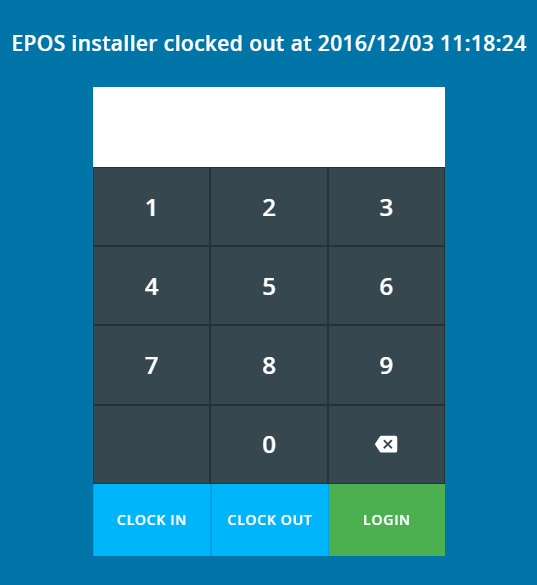 EPOS installer clocked out at 2016/12/03 11:18:24
1 2 3
4 5 6
7 8 9
0
CLOCK IN CLOCK OUT LOGIN